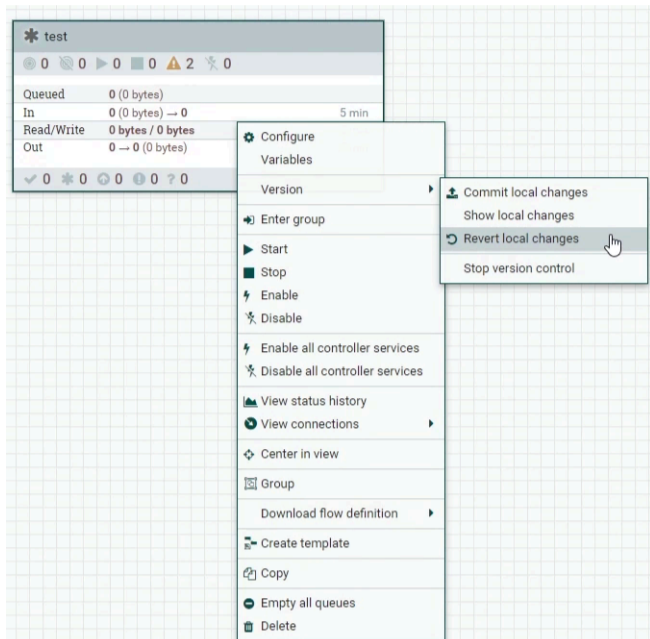 test
0 0 0 0 2 0
Queued 0 (0 bytes)
In 0 (0 bytes) → 0 5 min
Read/Write 0 bytes / 0 bytes
Out 0 → 0 (0 bytes)
0 0 0 0 ? 0
Configure
Variables
Version
Commit local changes
Show local changes
Revert local changes
Stop version control
Enter group
Start
Stop
Enable
Disable
Enable all controller services
Disable all controller services
View status history
View connections
Center in view
Group
Download flow definition
Create template
Copy
Empty all queues
Delete